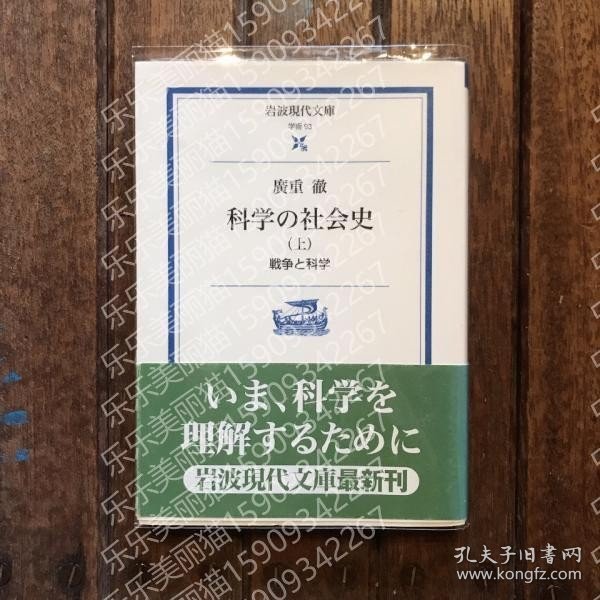 岩波現代文庫
学術 93
廣重 徹
科学の社会史
(上)
戦争と科学
いま、科学を
理解するために
岩波現代文庫最新刊
乐乐美丽猫15909342267
孔夫子旧书网
www.kongfz.com